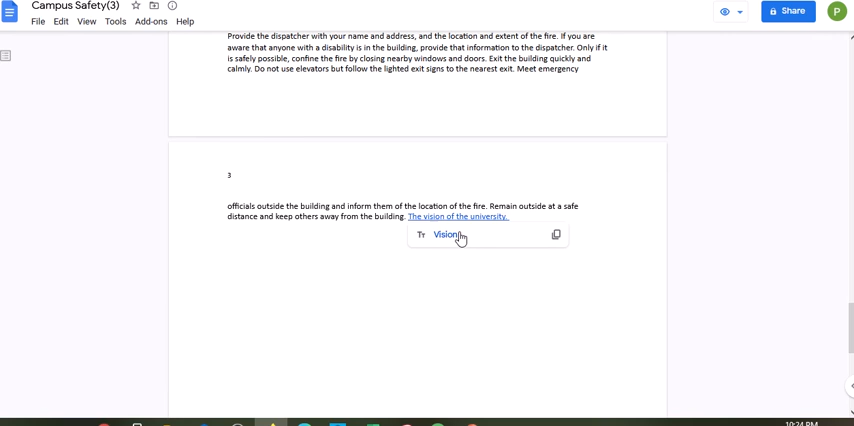 Campus Safety(3)
File Edit View Tools Add-ons Help
Share
P
Provide the dispatcher with your name and address, and the location and extent of the fire. If you are
aware that anyone with a disability is in the building, provide that information to the dispatcher. Only if it
is safely possible, confine the fire by closing nearby windows and doors. Exit the building quickly and
calmly. Do not use elevators but follow the lighted exit signs to the nearest exit. Meet emergency
3
officials outside the building and inform them of the location of the fire. Remain outside at a safe
distance and keep others away from the building. The vision of the university.
Tт Vision
10:24 PM